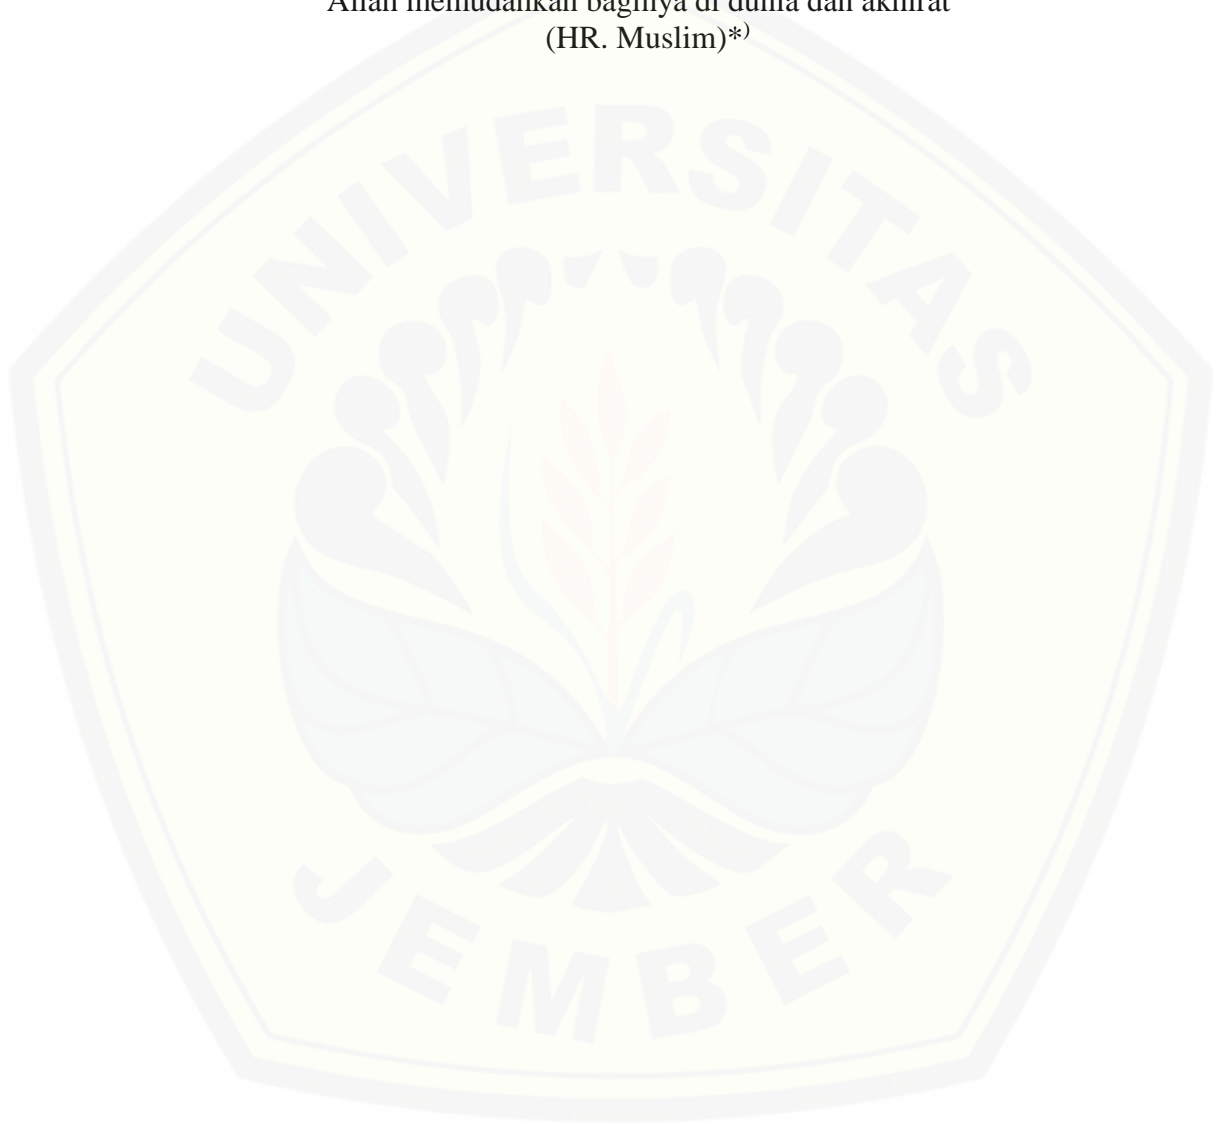 Allah memudahkan baginya di dunia dan akhirat
(HR. Muslim)*)
UNIVERSITAS
JEMBER